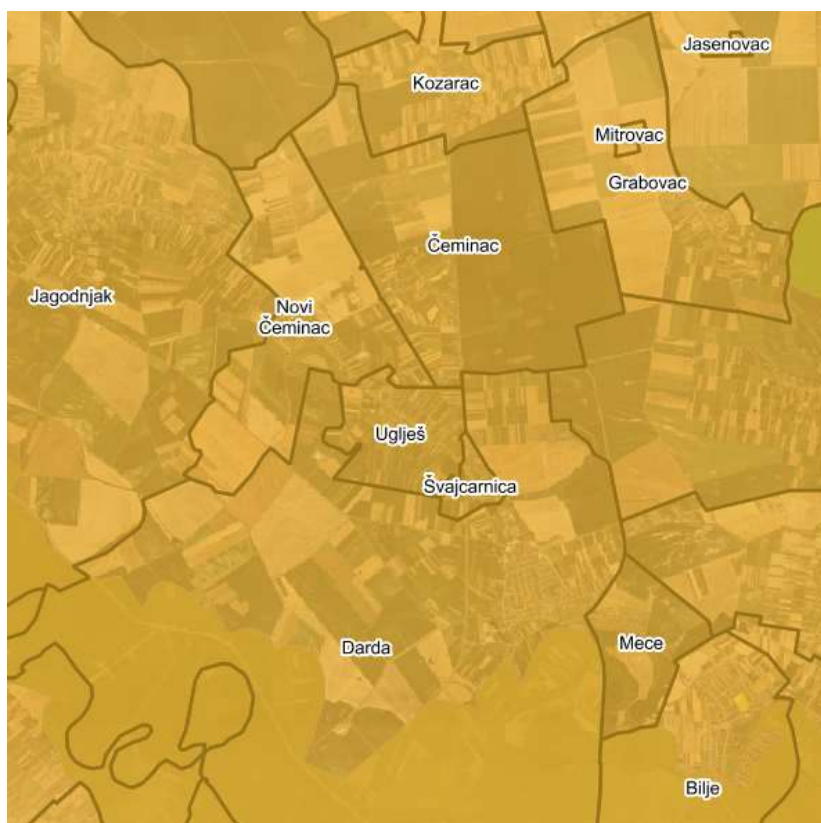 Jasenovac
Kozarac
Mitrovac
Grabovac
Čeminac
Jagodnjak
Novi
Čeminac
Uglješ
Švajcarnica
Darda
Mece
Bilje